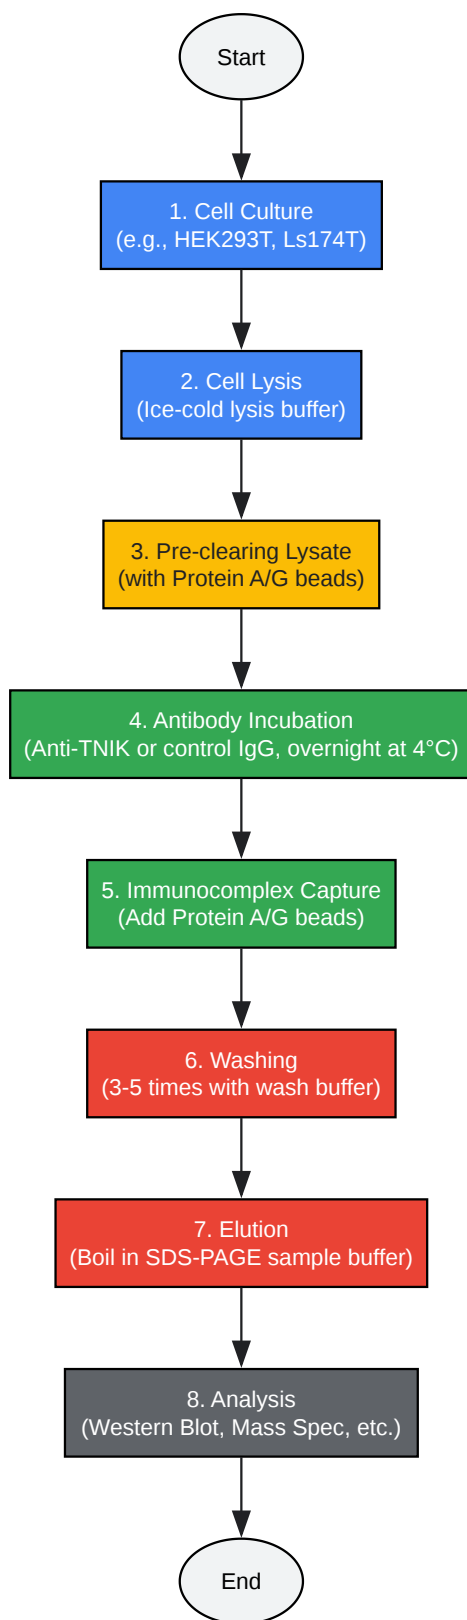 Start
1. Cell Culture
(e.g., HEK293T, Ls174T)
2. Cell Lysis
(Ice-cold lysis buffer)
3. Pre-clearing Lysate
(with Protein A/G beads)
4. Antibody Incubation
(Anti-TNIK or control IgG, overnight at 4°C)
5. Immunocomplex Capture
(Add Protein A/G beads)
6. Washing
(3-5 times with wash buffer)
7. Elution
(Boil in SDS-PAGE sample buffer)
8. Analysis
(Western Blot, Mass Spec, etc.)
End